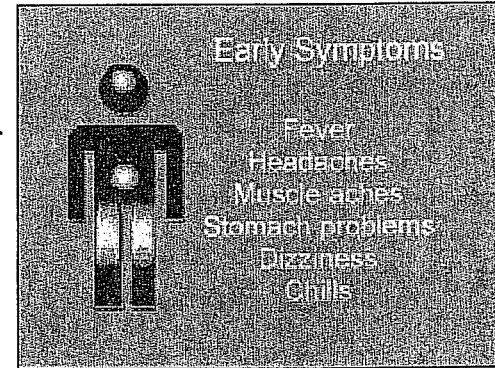 Early Symptoms
Fever
Headaches
Muscle aches
Stomach problems
Dizziness
Chills